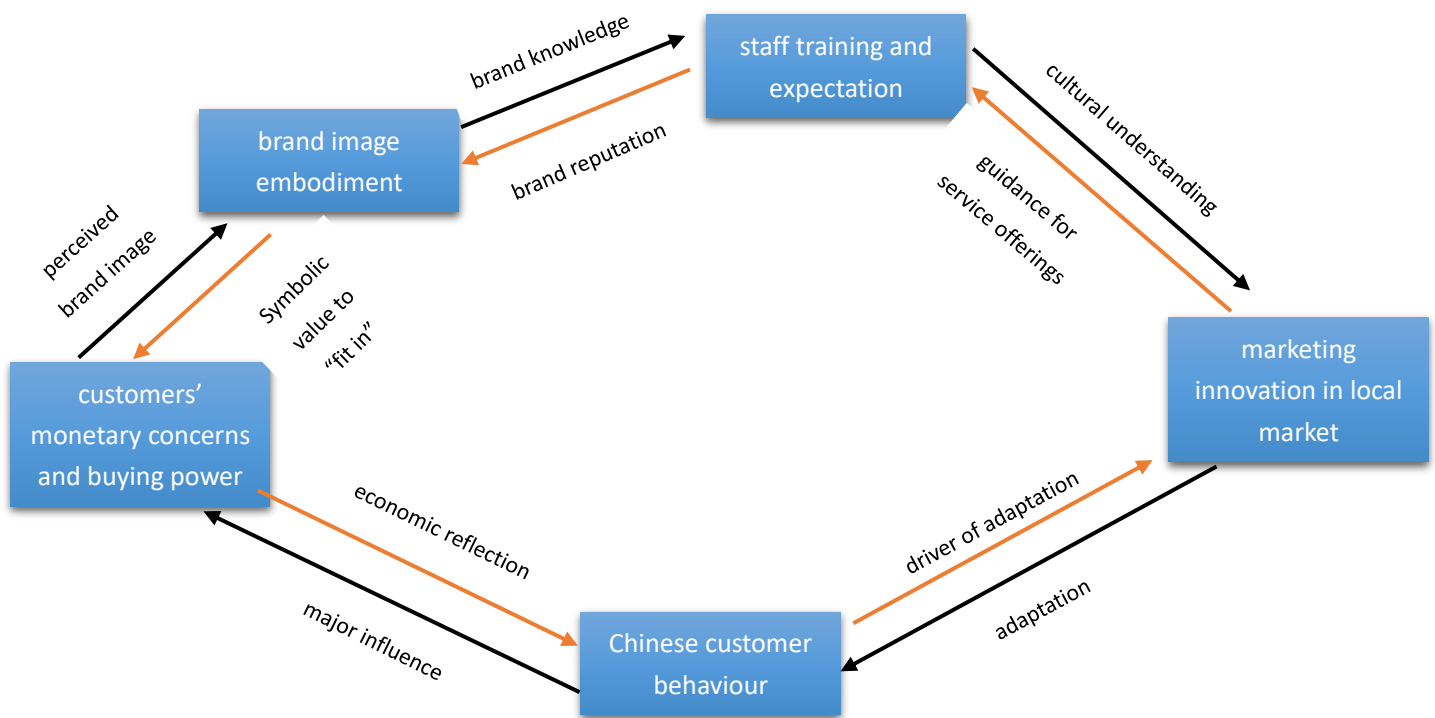 brand knowledge
staff training and
expectation
cultural understanding
brand image
embodiment
brand reputation
guidance for
service offerings
perceived
brand image
Symbolic
value to
“fit in”
marketing
innovation in local
market
customers’
monetary concerns
and buying power
economic reflection
driver of adaptation
major influence
adaptation
Chinese customer
behaviour